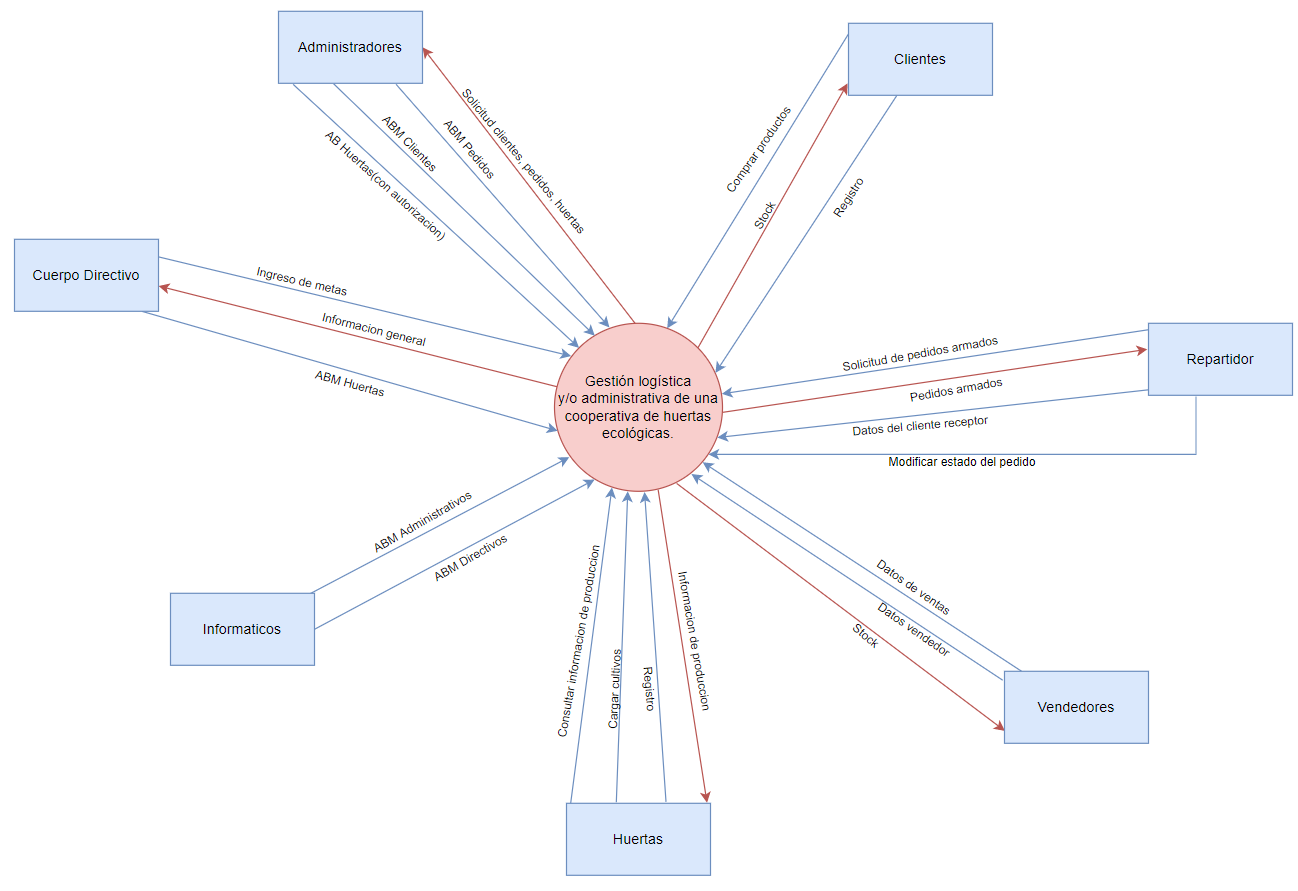 Administradores
Clientes
Solicitud clientes, pedidos, huertas
ABM Pedidos
ABM Clientes
AB Huertas(con autorizacion)
Comprar productos
Stock
Registro
Cuerpo Directivo
Ingreso de metas
Informacion general
ABM Huertas
Gestión logística
y/o administrativa de una
cooperativa de huertas
ecológicas.
Solicitud de pedidos armados
Pedidos armados
Datos del cliente receptor
Modificar estado del pedido
Repartidor
ABM Administrativos
ABM Directivos
Informaticos
Consultar informacion de produccion
Cargar cultivos
Registro
Informacion de produccion
Datos de ventas
Datos vendedor
Stock
Vendedores
Huertas